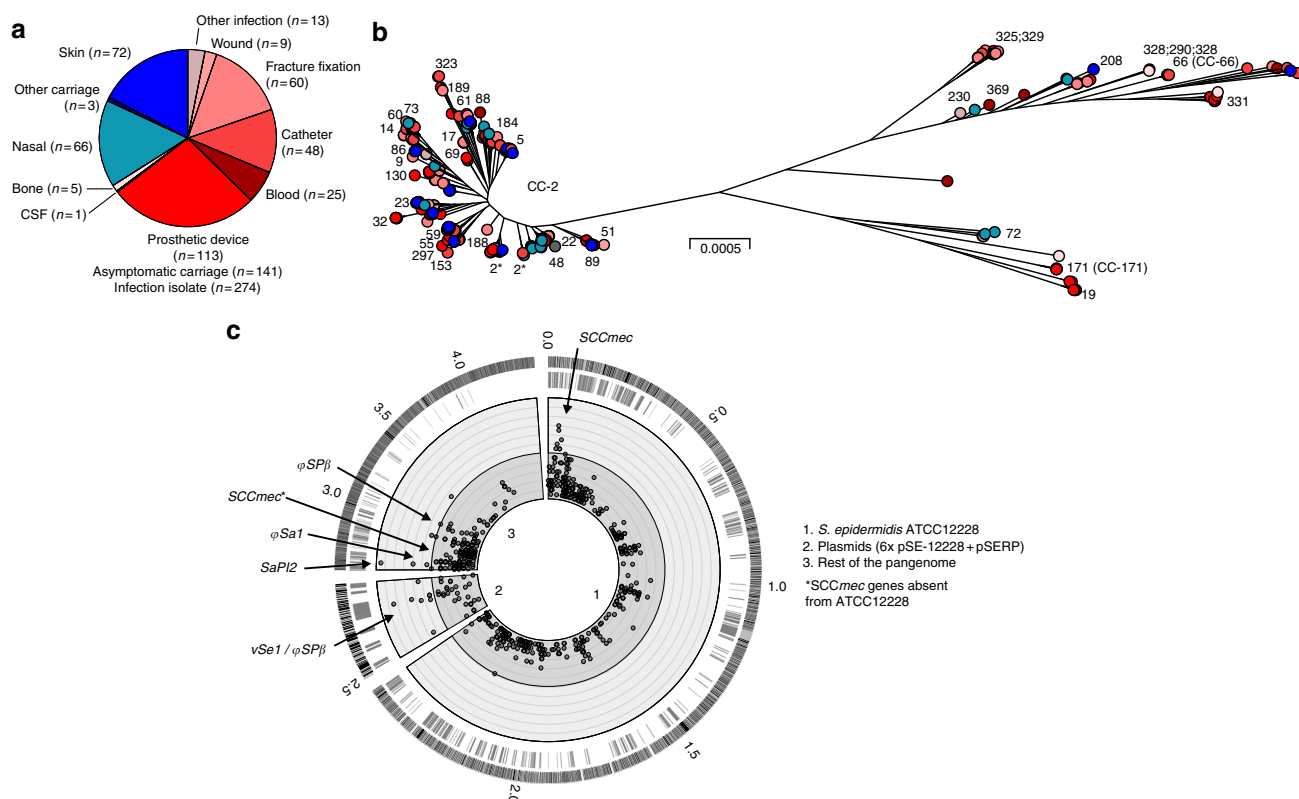 a
Other infection (n=13)
Wound (n=9)
Fracture fixation
(n=60)
Catheter
(n=48)
Blood (n=25)
Prosthetic device
(n=113)
CSF (n=1)
Bone (n=5)
Nasal (n=66)
Other carriage
(n=3)
Skin (n=72)
Asymptomatic carriage (n=141)
Infection isolate (n=274)
b
323
189
61
88
184
5
60
73
14
17
69
86
9
130
23
32
59
55
297
153
188
2*
2*
48
22
51
89
CC-2
0.0005
325;329
328;290;328
66 (CC-66)
208
369
230
331
72
171 (CC-171)
19
c
0.0
0.5
1.0
1.5
2.0
2.5
3.0
3.5
4.0
SCCmec
φSPβ
SCCmec*
φSa1
SaPI2
vSe1 / φSPβ
1
2
3
1. S. epidermidis ATCC12228
2. Plasmids (6x pSE-12228+pSERP)
3. Rest of the pangenome
*SCCmec genes absent
from ATCC12228